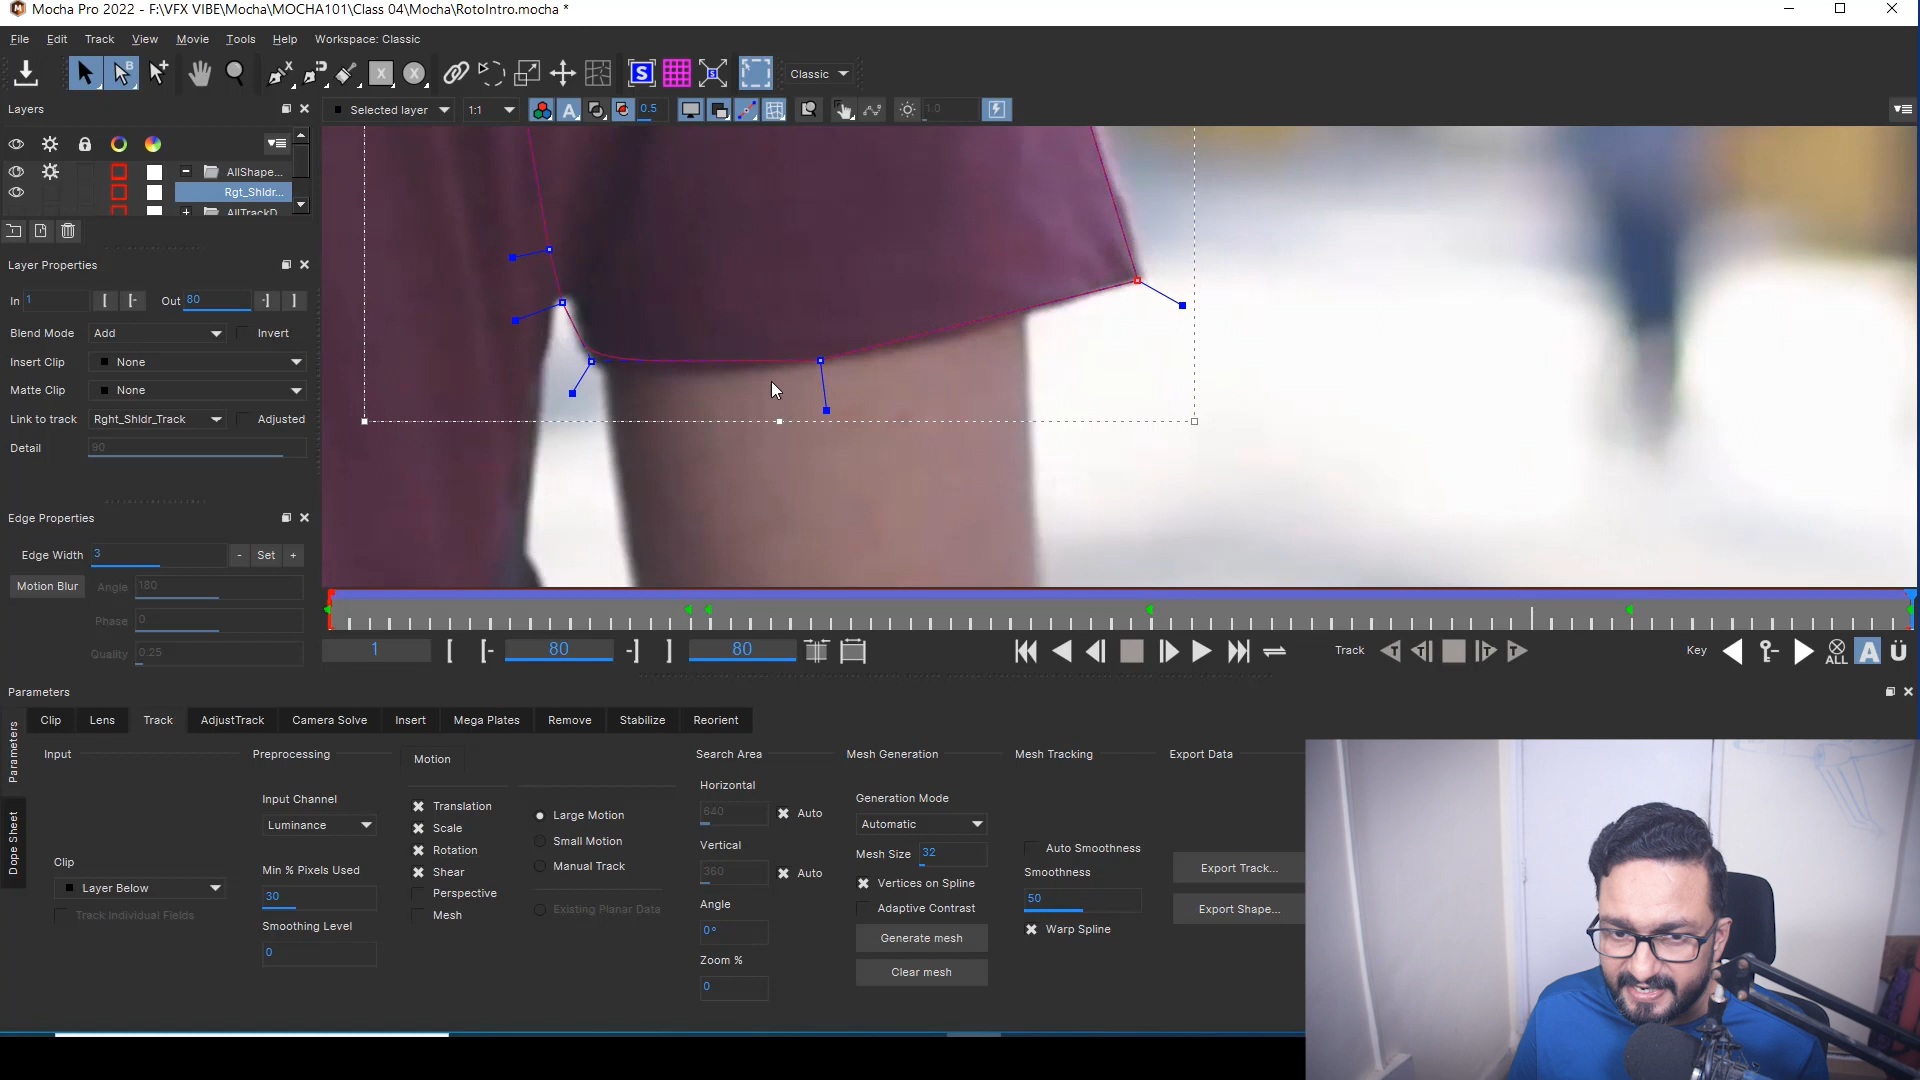 Mocha Pro 2022 - F:\VFX VIBE\Mocha\MOCHA101\Class 04\Mocha\RotoIntro.mocha *
File Edit Track View Movie Tools Help Workspace: Classic
Classic
Layers
Selected layer 1:1 A 0.5 1.0
AllShape...
Rgt_Shldr...
AllTrackD
Layer Properties
In 1 Out 80
Blend Mode Add Invert
Insert Clip None
Matte Clip None
Link to track Rght_Shldr_Track Adjusted
Detail 90
Edge Properties
Edge Width 3 - Set +
Motion Blur Angle 180
Phase 0
Quality 0.25
1 80 80 Track Key ALL A Ü
Parameters
Parameters
Dope Sheet
Clip Lens Track AdjustTrack Camera Solve Insert Mega Plates Remove Stabilize Reorient
Input Preprocessing Motion Search Area Mesh Generation Mesh Tracking Export Data
Input Channel
Luminance
Min % Pixels Used
30
Smoothing Level
0
Clip
Layer Below
Track Individual Fields
Translation
Scale
Rotation
Shear
Perspective
Mesh
Large Motion
Small Motion
Manual Track
Existing Planar Data
Horizontal
640 Auto
Vertical
360 Auto
Angle
0°
Zoom %
0
Generation Mode
Automatic
Mesh Size 32
Vertices on Spline
Adaptive Contrast
Generate mesh
Clear mesh
Auto Smoothness
Smoothness
50
Warp Spline
Export Track...
Export Shape...